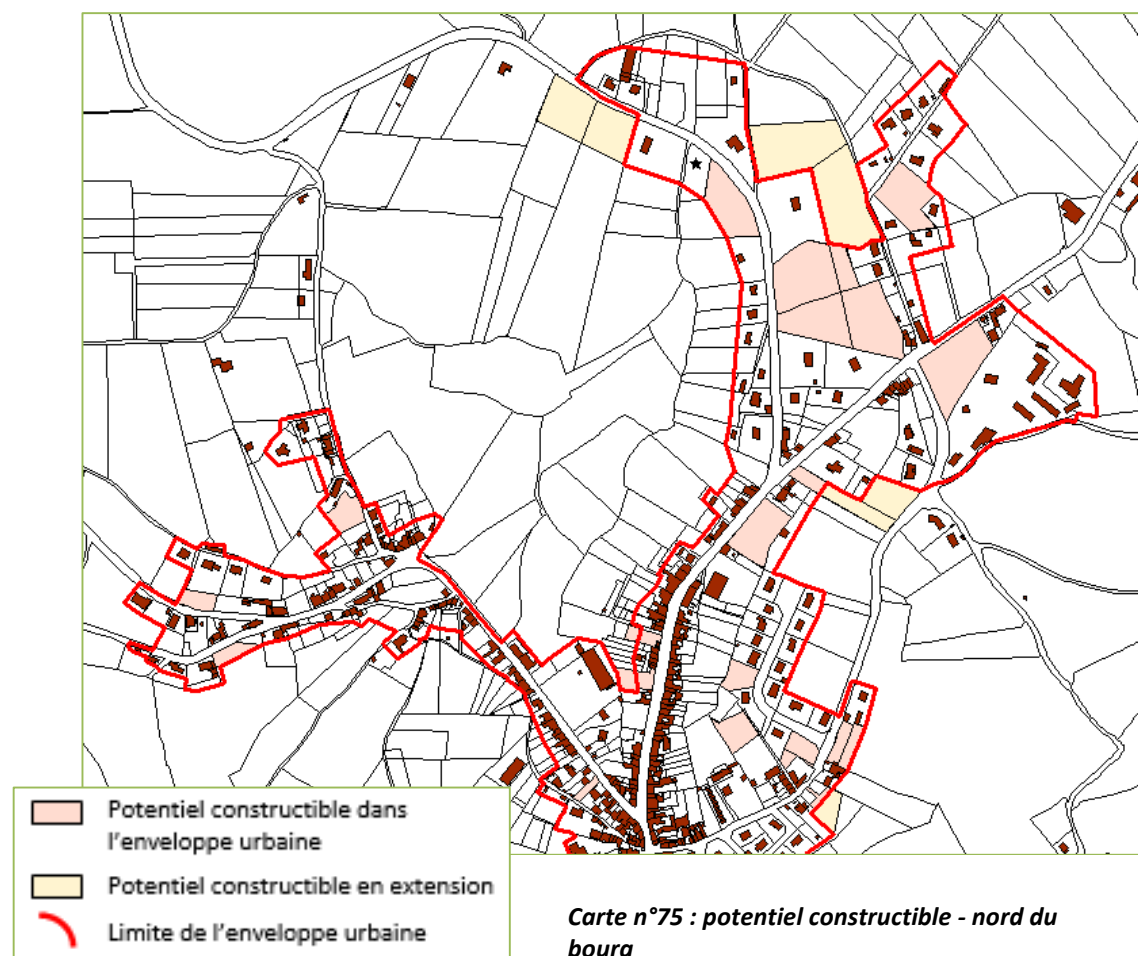 Potentiel constructible dans
l'enveloppe urbaine
Potentiel constructible en extension
Limite de l'enveloppe urbaine
Carte n°75 : potentiel constructible - nord du
bourg